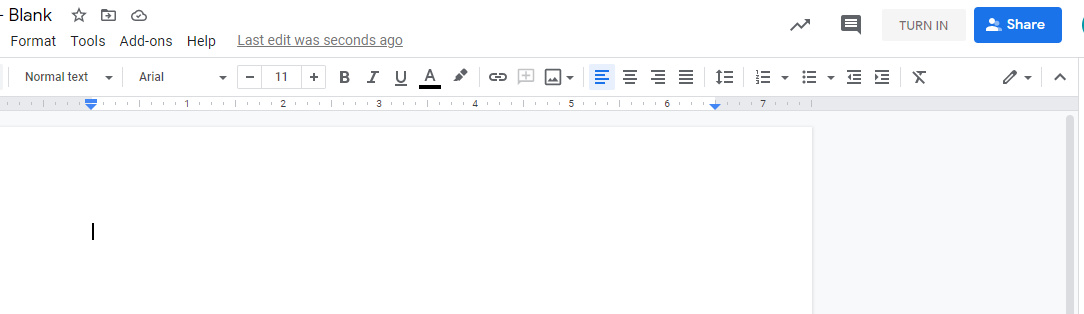 - Blank
TURN IN
Share
Format Tools Add-ons Help Last edit was seconds ago
Normal text Arial − 11 + B I U A
1 2 3 4 5 6 7